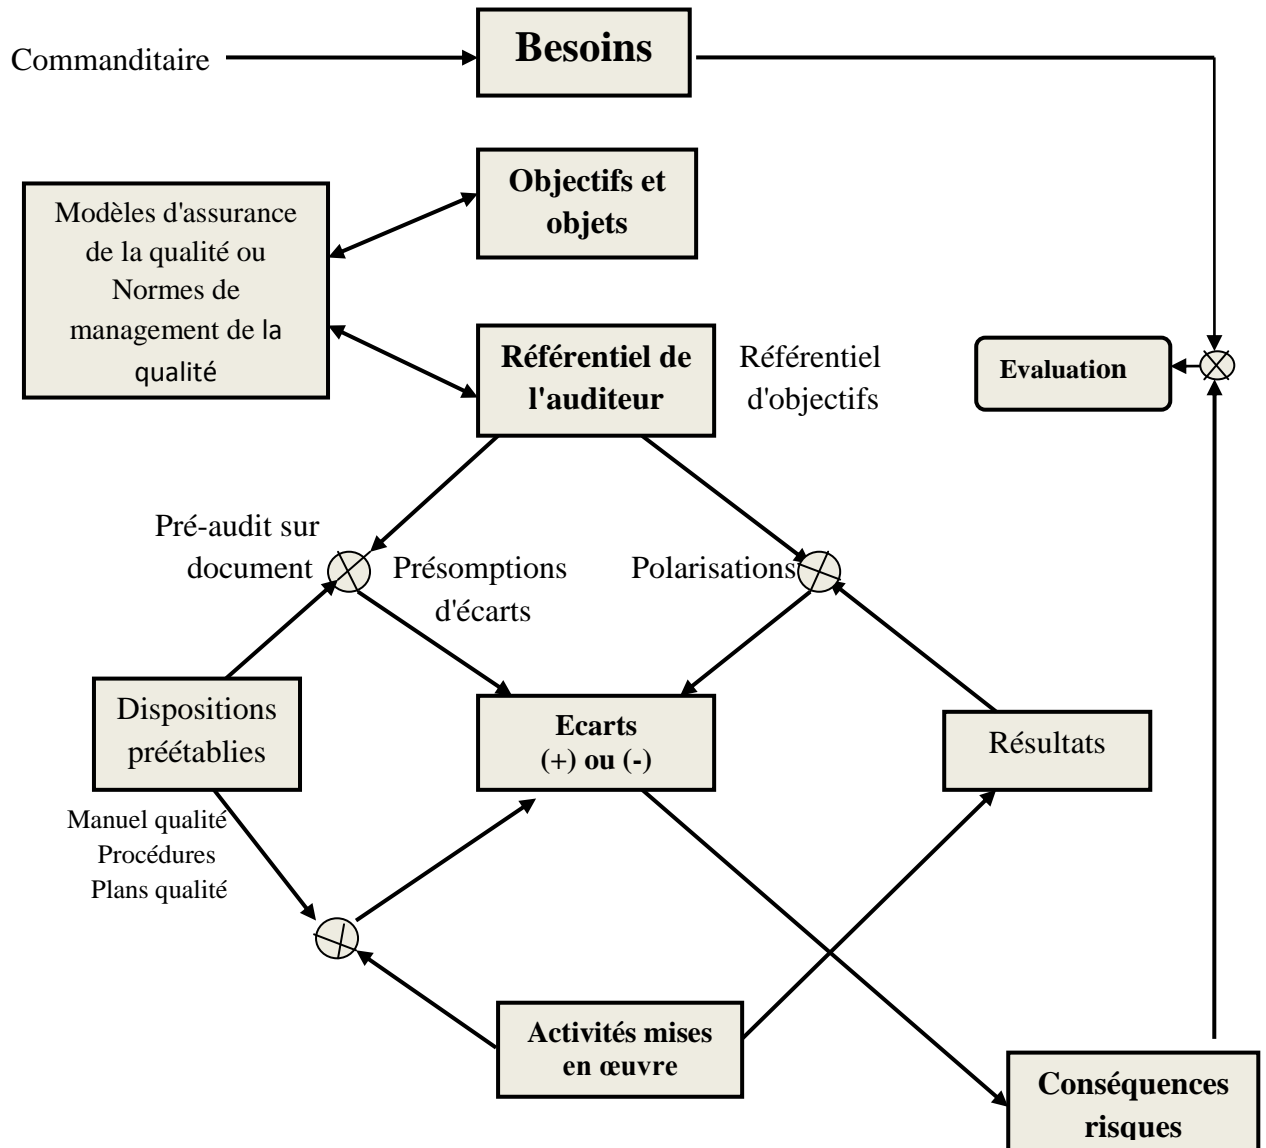 Commanditaire
Besoins
Objectifs et
objets
Modèles d'assurance
de la qualité ou
Normes de
management de la
qualité
Référentiel de
l'auditeur
Référentiel
d'objectifs
Evaluation
Pré-audit sur
document
Présomptions
d'écarts
Polarisations
Dispositions
préétablies
Ecarts
(+) ou (-)
Résultats
Manuel qualité
Procédures
Plans qualité
Activités mises
en œuvre
Conséquences
risques